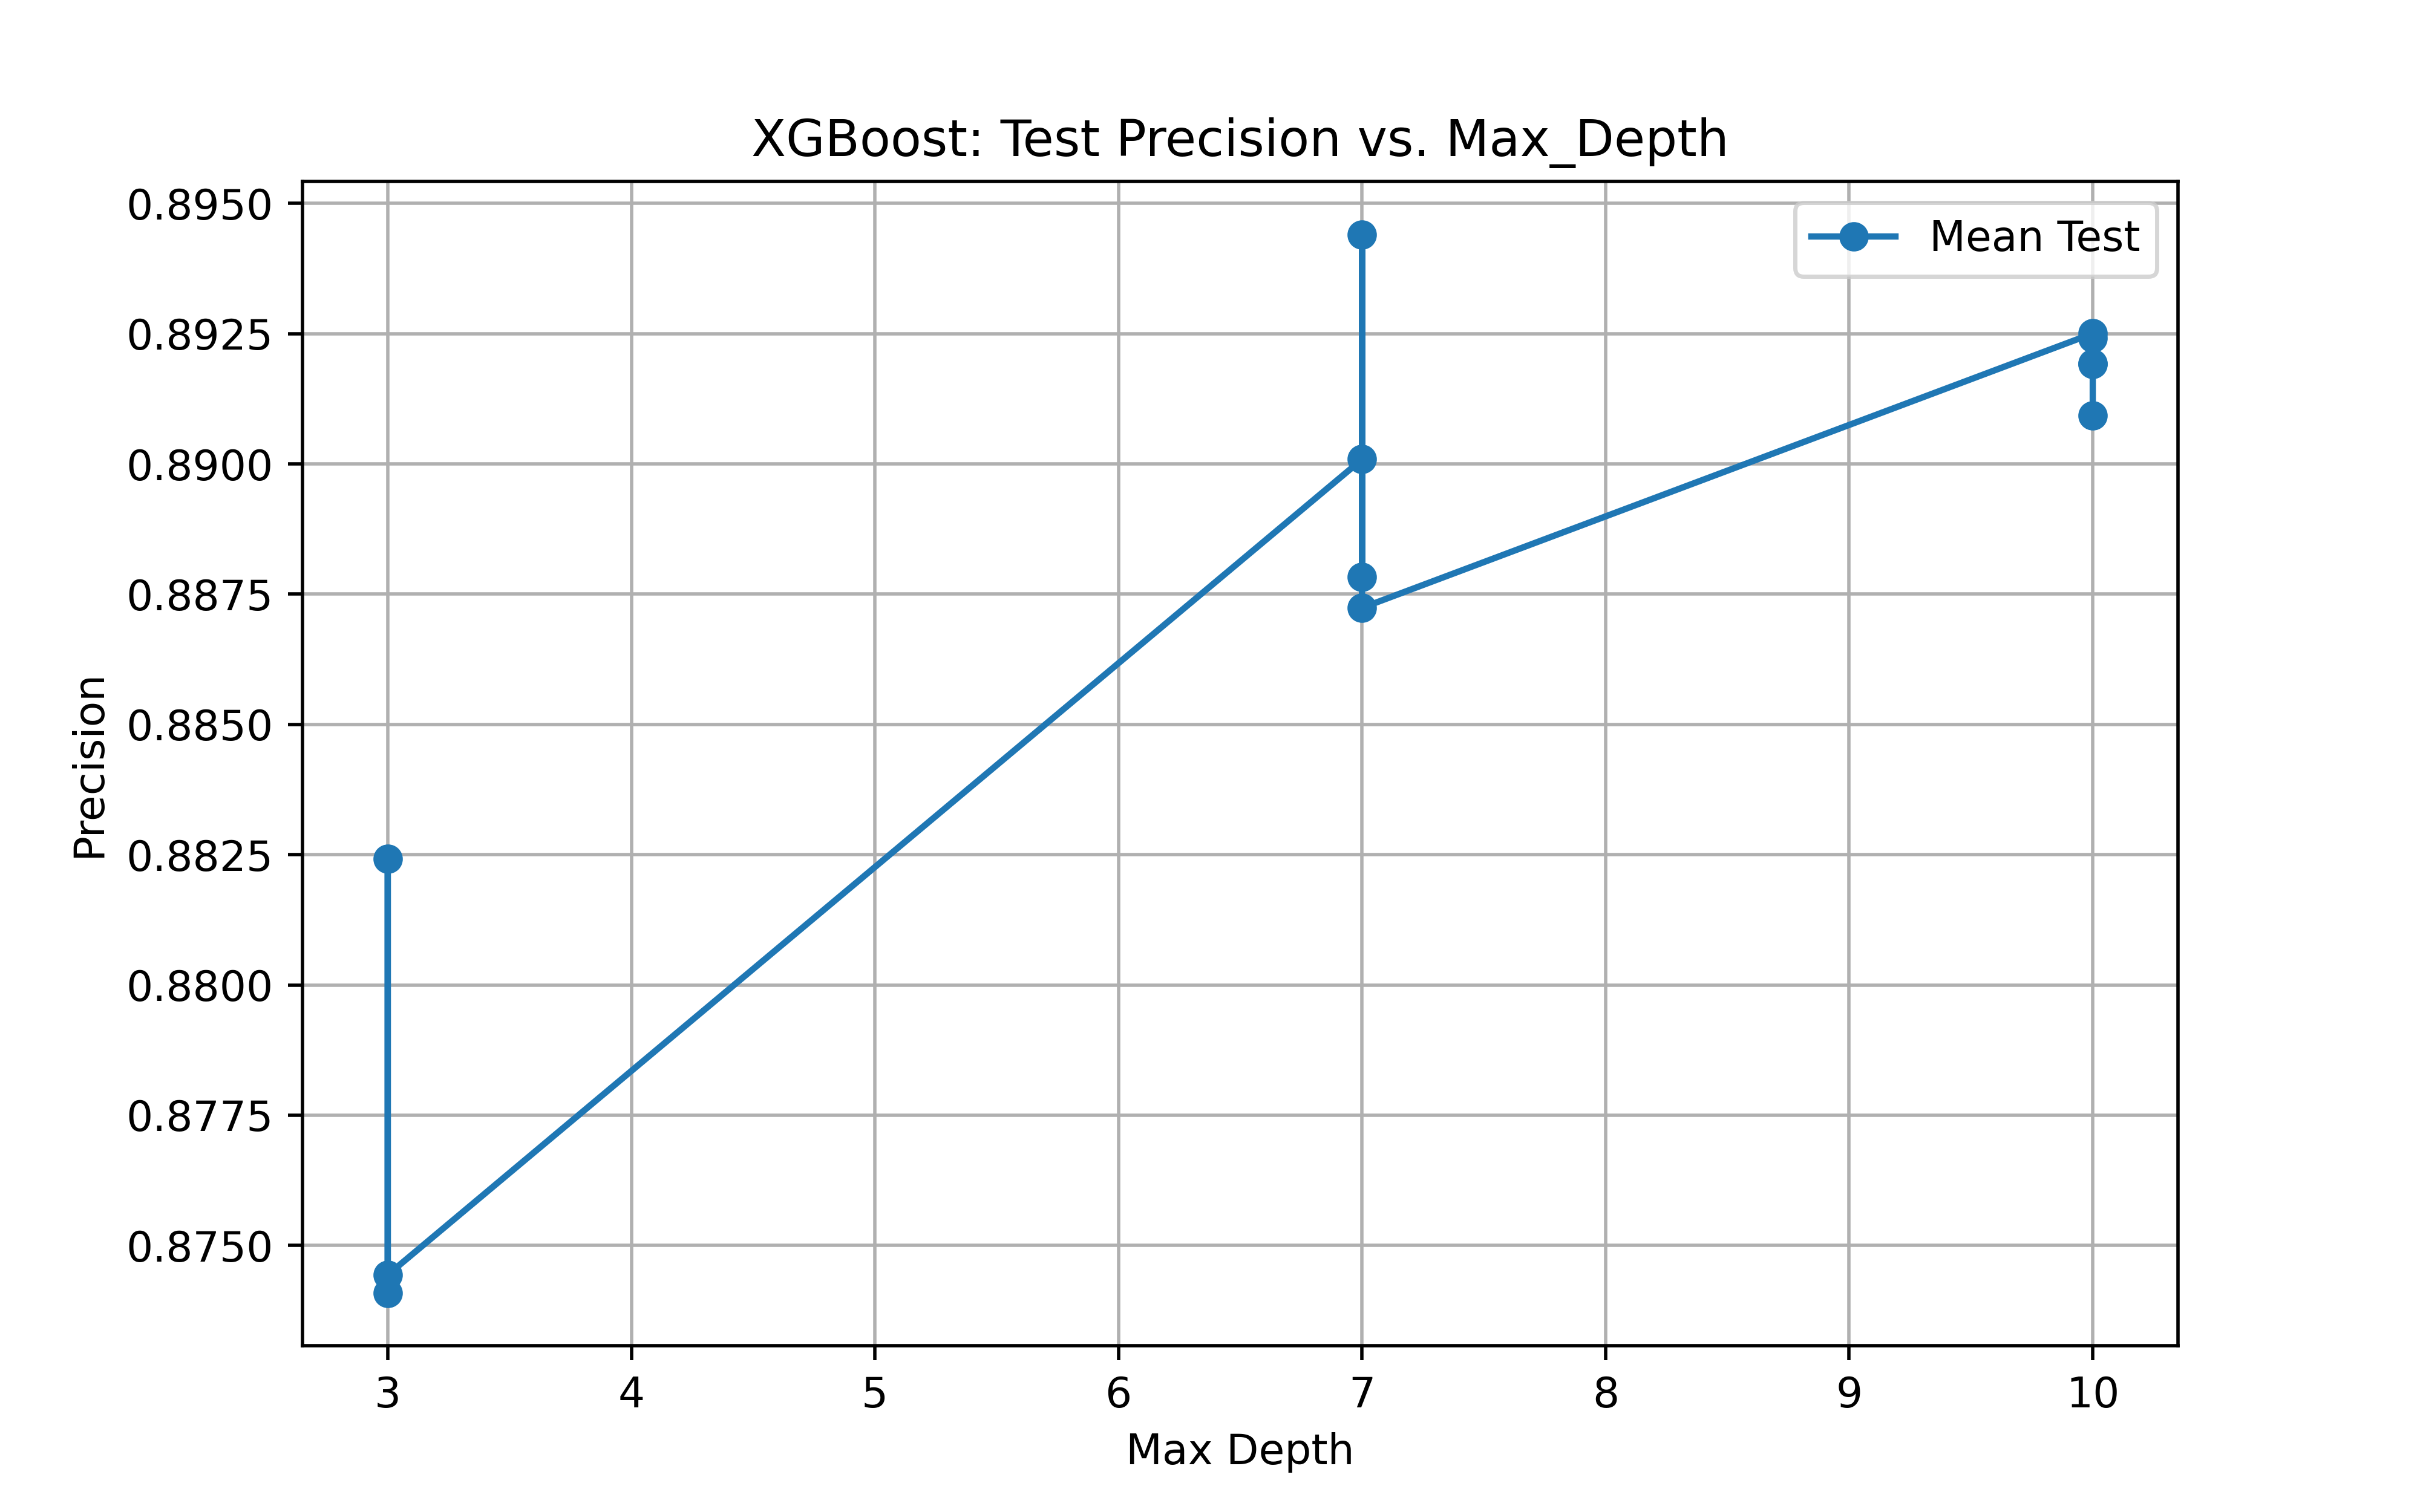 XGBoost: Test Precision vs. Max_Depth
Mean Test
Precision
0.8950
0.8925
0.8900
0.8875
0.8850
0.8825
0.8800
0.8775
0.8750
3 4 5 6 7 8 9 10
Max Depth